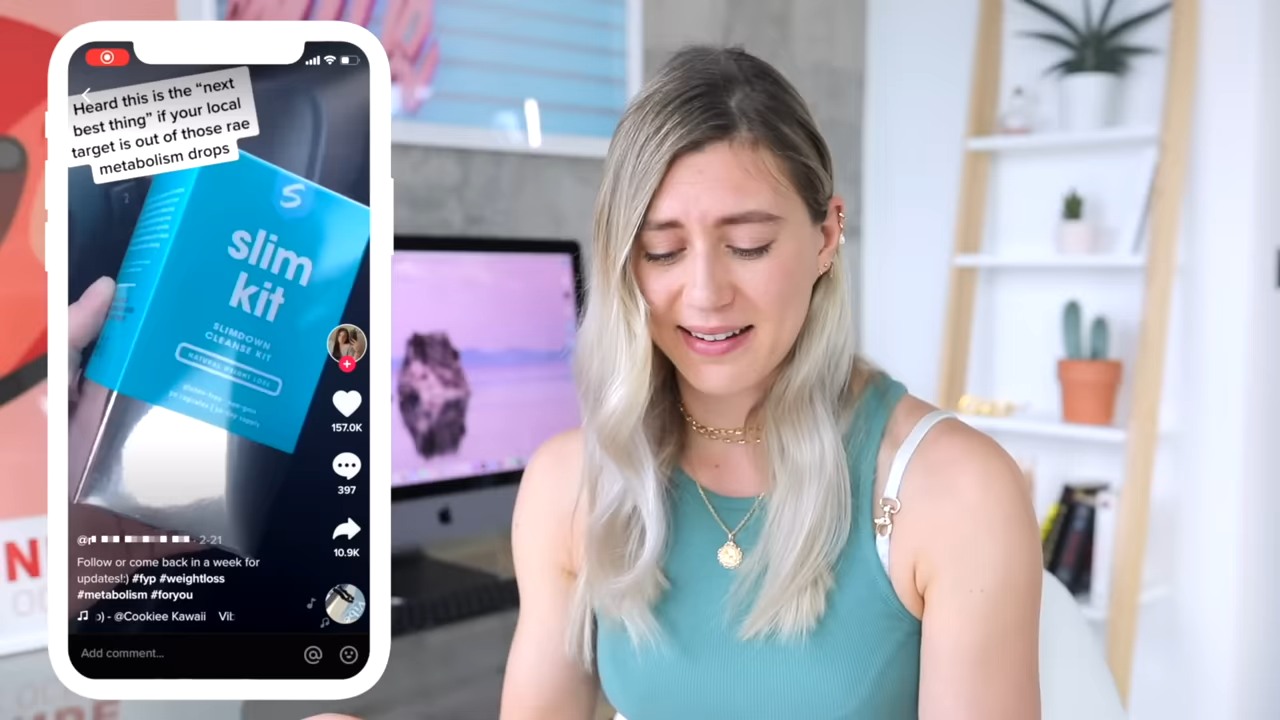 Heard this is the “next
best thing” if your local
target is out of those rae
metabolism drops
S
slim
kit
SLIMDOWN
CLEANSE KIT
NATURAL WEIGHT LOSS
157.0K
397
10.9K
2-21
Follow or come back in a week for
updates!:) #fyp #weightloss
#metabolism #foryou
- @Cookiee Kawaii
Add comment...